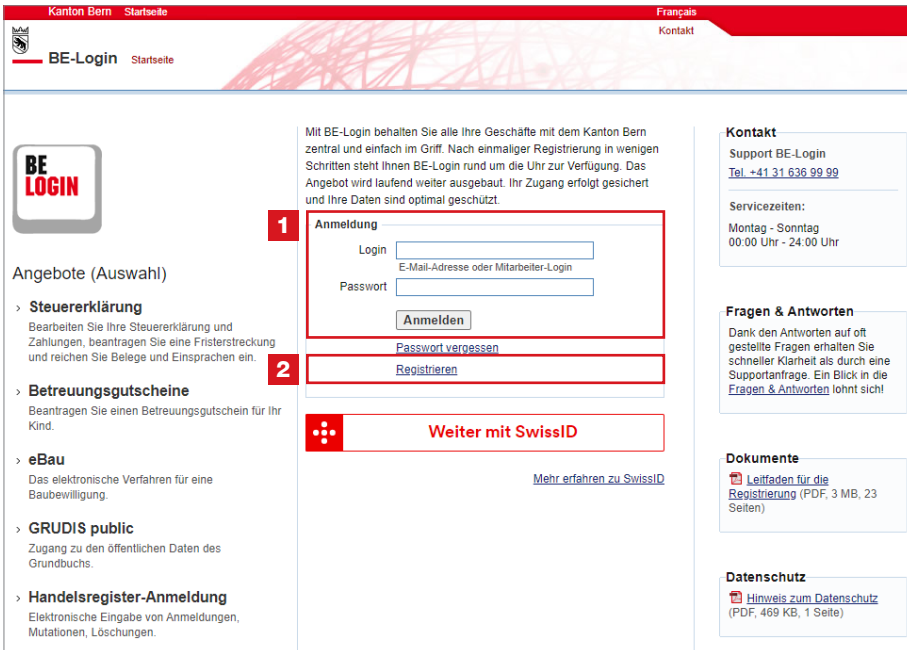 Kanton Bern Startseite
Français
Kontakt
BE-Login Startseite
BE
LOGIN
Angebote (Auswahl)
› Steuererklärung
Bearbeiten Sie Ihre Steuererklärung und
Zahlungen, beantragen Sie eine Fristerstreckung
und reichen Sie Belege und Einsprachen ein.
› Betreuungsgutscheine
Beantragen Sie einen Betreuungsgutschein für Ihr
Kind.
› eBau
Das elektronische Verfahren für eine
Baubewilligung.
› GRUDIS public
Zugang zu den öffentlichen Daten des
Grundbuchs.
› Handelsregister-Anmeldung
Elektronische Eingabe von Anmeldungen,
Mutationen, Löschungen.
Mit BE-Login behalten Sie alle Ihre Geschäfte mit dem Kanton Bern
zentral und einfach im Griff. Nach einmaliger Registrierung in wenigen
Schritten steht Ihnen BE-Login rund um die Uhr zur Verfügung. Das
Angebot wird laufend weiter ausgebaut. Ihr Zugang erfolgt gesichert
und Ihre Daten sind optimal geschützt.
1
Anmeldung
Login
E-Mail-Adresse oder Mitarbeiter-Login
Passwort
Anmelden
Passwort vergessen
2
Registrieren
Weiter mit SwissID
Mehr erfahren zu SwissID
Kontakt
Support BE-Login
Tel. +41 31 636 99 99
Servicezeiten:
Montag - Sonntag
00:00 Uhr - 24:00 Uhr
Fragen & Antworten
Dank den Antworten auf oft
gestellte Fragen erhalten Sie
schneller Klarheit als durch eine
Supportanfrage. Ein Blick in die
Fragen & Antworten lohnt sich!
Dokumente
Leitfaden für die
Registrierung (PDF, 3 MB, 23
Seiten)
Datenschutz
Hinweis zum Datenschutz
(PDF, 469 KB, 1 Seite)